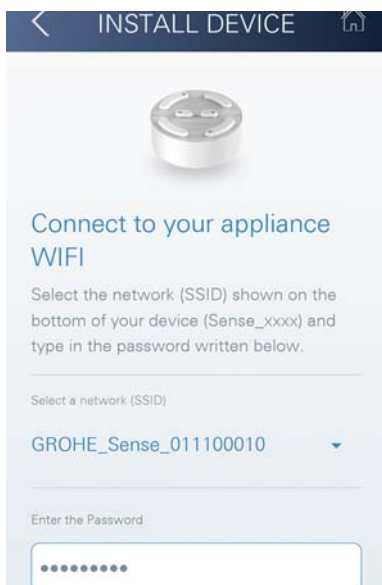 INSTALL DEVICE
Connect to your appliance
WIFI
Select the network (SSID) shown on the
bottom of your device (Sense_xxxx) and
type in the password written below.
Select a network (SSID)
GROHE_Sense_011100010
Enter the Password
•••••••••